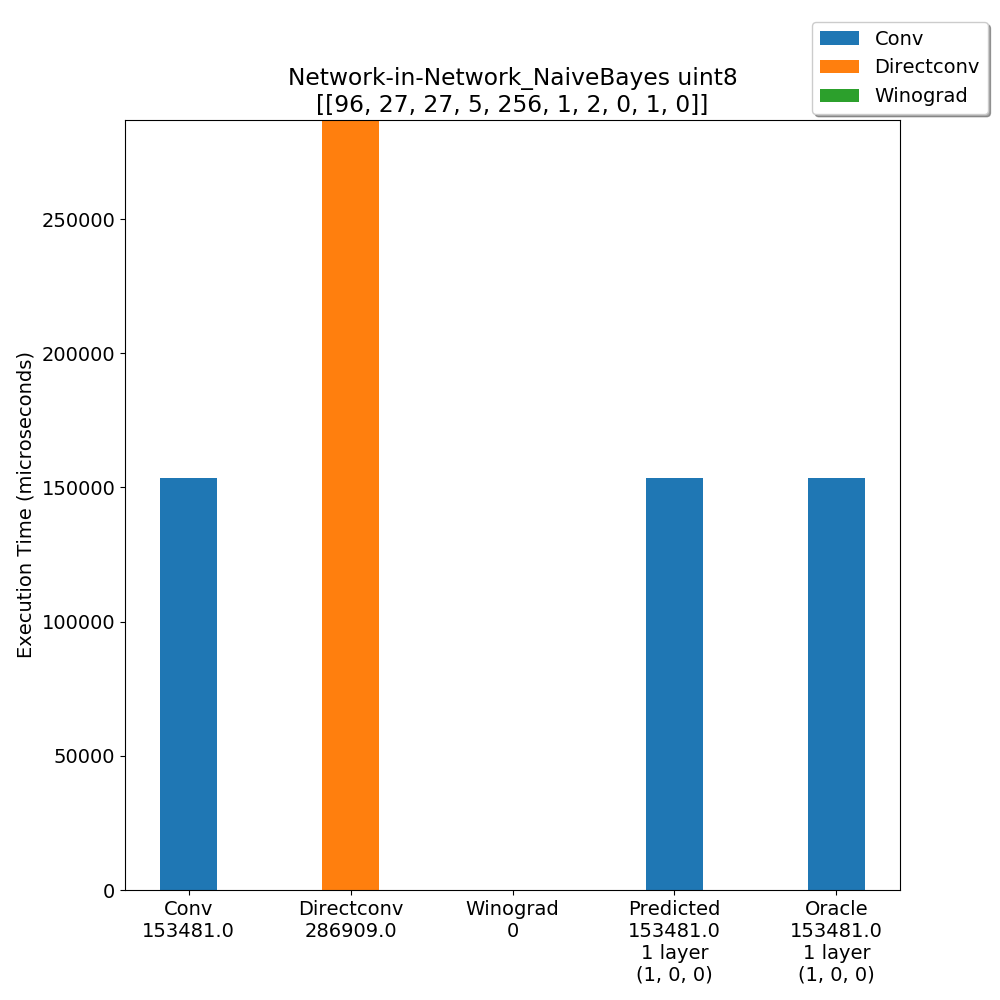 Conv
Directconv
Winograd
Network-in-Network_NaiveBayes uint8
[[96, 27, 27, 5, 256, 1, 2, 0, 1, 0]]
Execution Time (microseconds)
250000
200000
150000
100000
50000
0
Conv
153481.0
Directconv
286909.0
Winograd
0
Predicted
153481.0
1 layer
(1, 0, 0)
Oracle
153481.0
1 layer
(1, 0, 0)